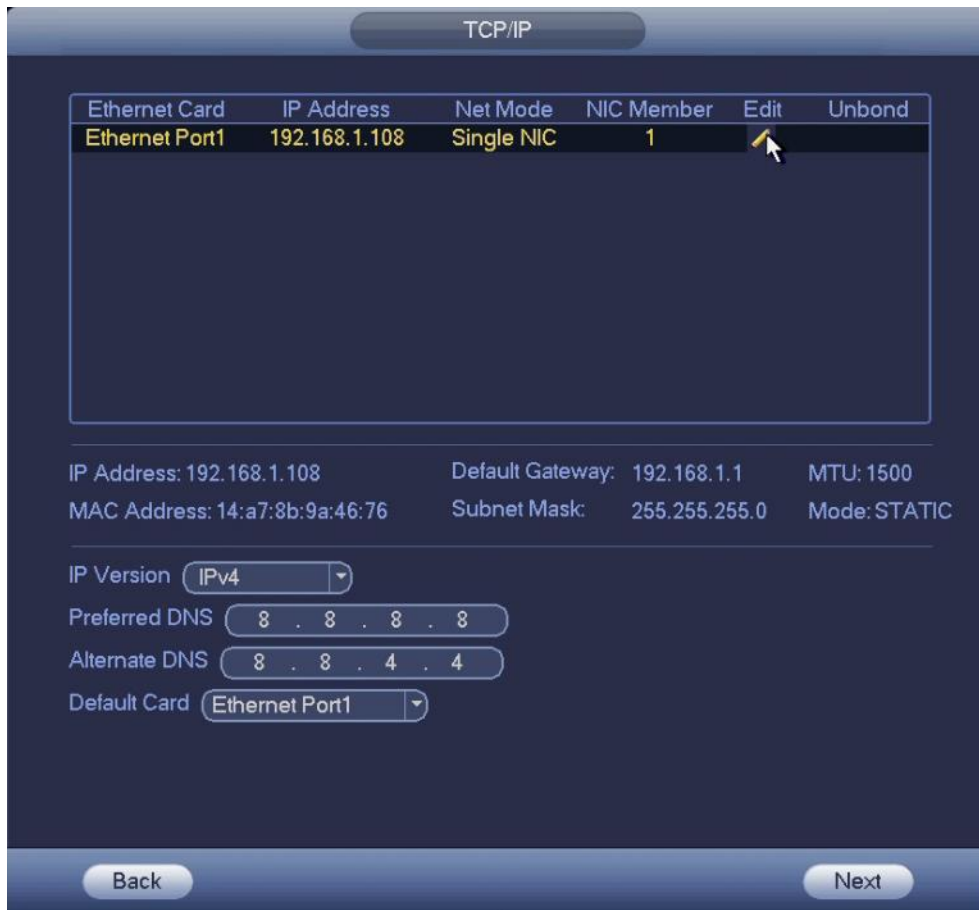 TCP/IP
Ethernet Card IP Address Net Mode NIC Member Edit Unbond
Ethernet Port1 192.168.1.108 Single NIC 1
IP Address: 192.168.1.108 Default Gateway: 192.168.1.1 MTU: 1500
MAC Address: 14:a7:8b:9a:46:76 Subnet Mask: 255.255.255.0 Mode: STATIC
IP Version IPv4
Preferred DNS 8 . 8 . 8 . 8
Alternate DNS 8 . 8 . 4 . 4
Default Card Ethernet Port1
Back Next